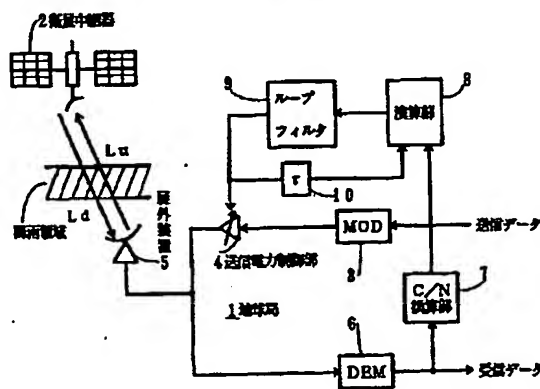 2衛星中継器
9
ループ
フィルタ
8
演算部
Lu
降雨領域
Ld
屋外装置
5
τ
10
4送信電力制御部
MOD
3
送信データ
1地球局
7
C/N
演算部
6
DEM
受信データ